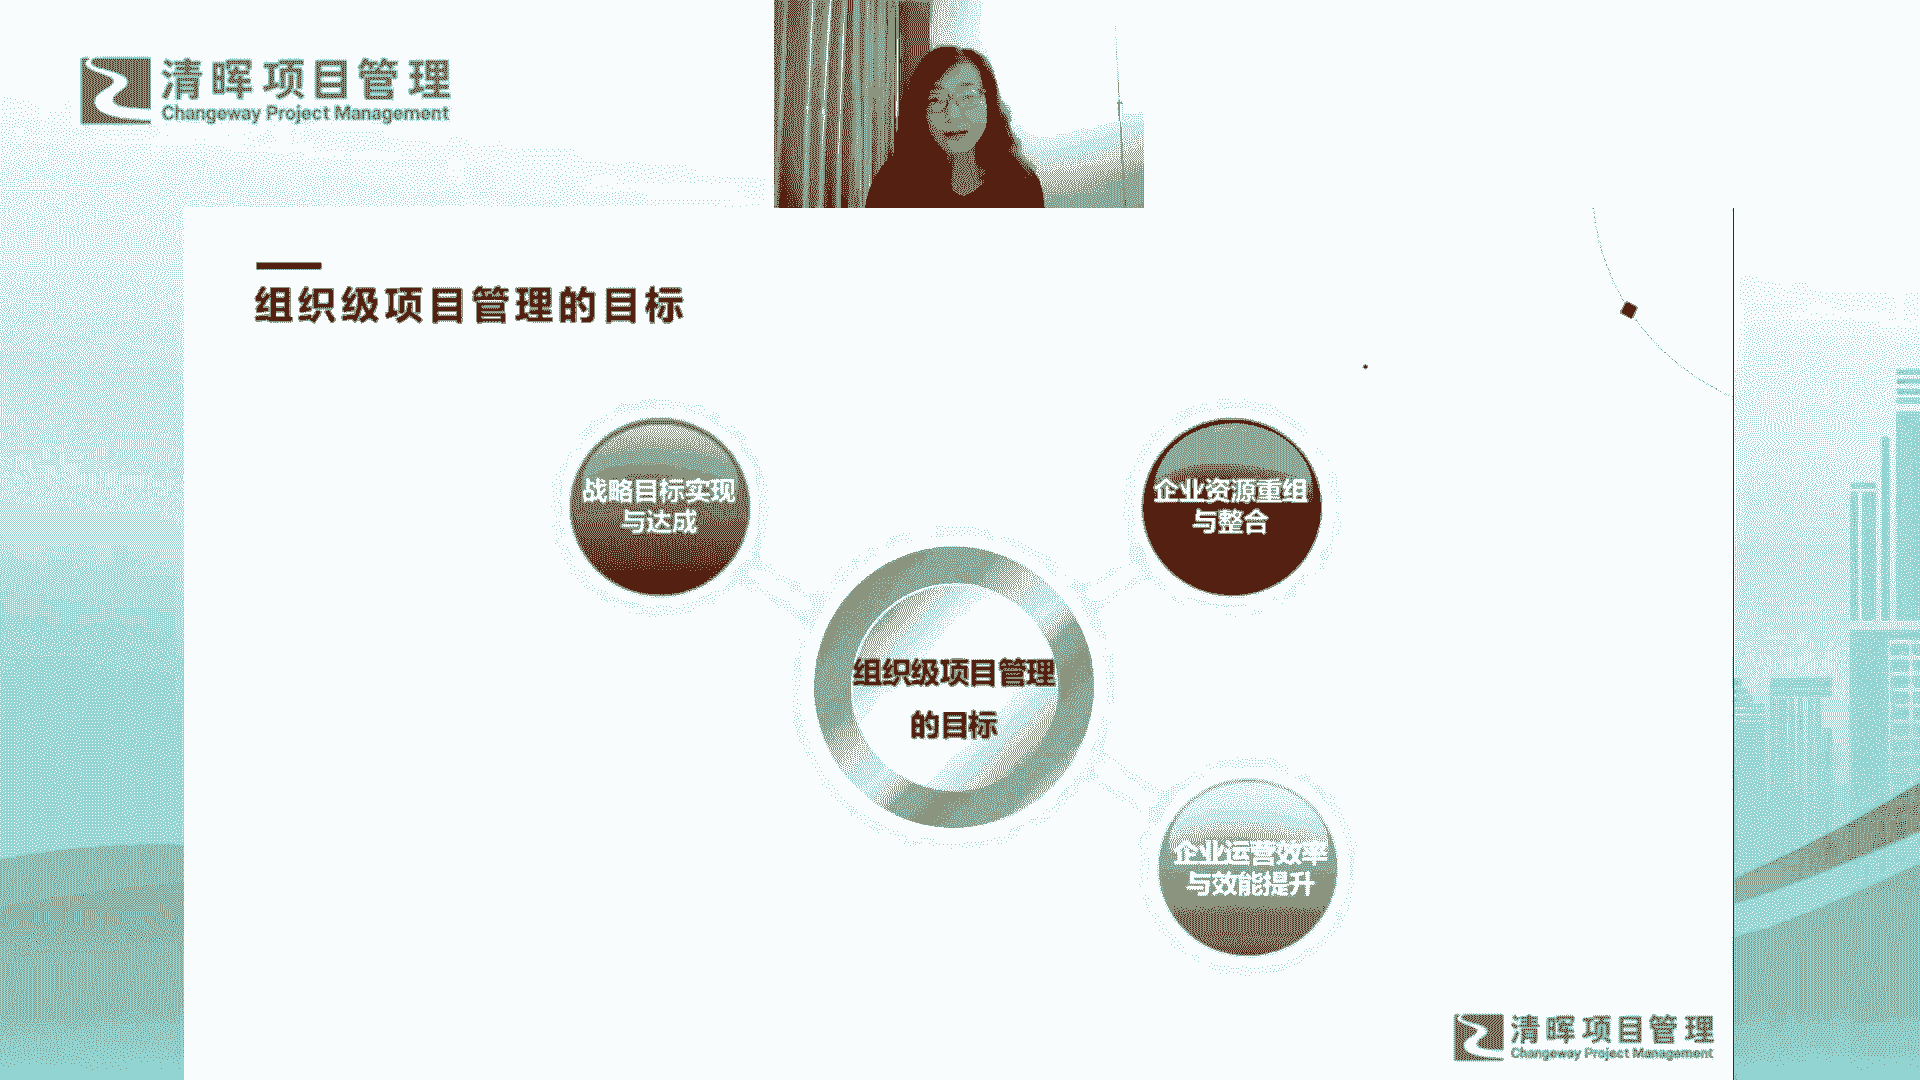 清晖项目管理
Changeway Project Management
组织级项目管理的目标
战略目标实现
与达成
企业资源重组
与整合
组织级项目管理
的目标
企业运营效率
与效能提升
清晖项目管理
Changeway Project Management